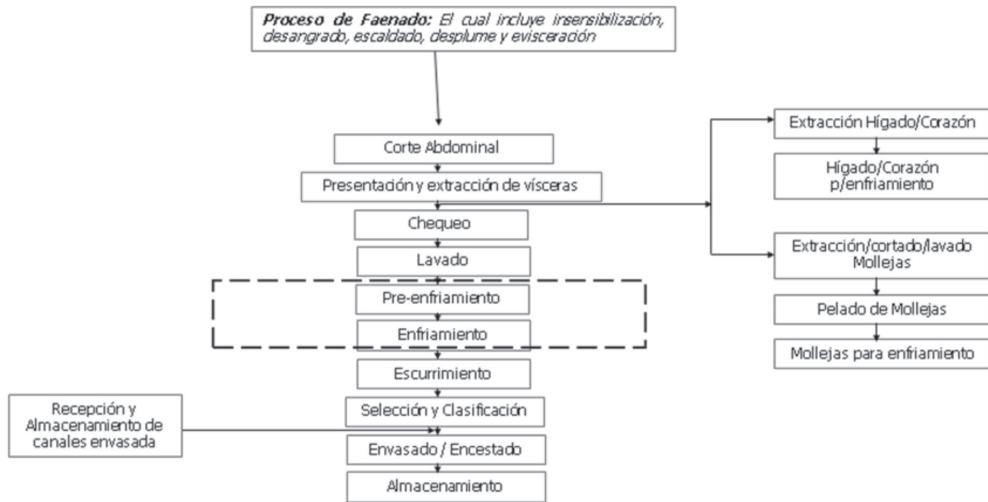 Proceso de Faenado: El cual incluye insensibilización,
desangrado, escaldado, desplume y evisceración
Corte Abdominal
Presentación y extracción de vísceras
Chequeo
Lavado
Pre-enfriamiento
Enfriamiento
Escurrimiento
Selección y Clasificación
Envasado / Encestado
Almacenamiento
Recepción y
Almacenamiento de
canales envasada
Extracción Hígado/Corazón
Hígado/Corazón
p/enfriamiento
Extracción/cortado/lavado
Mollejas
Pelado de Mollejas
Mollejas para enfriamiento